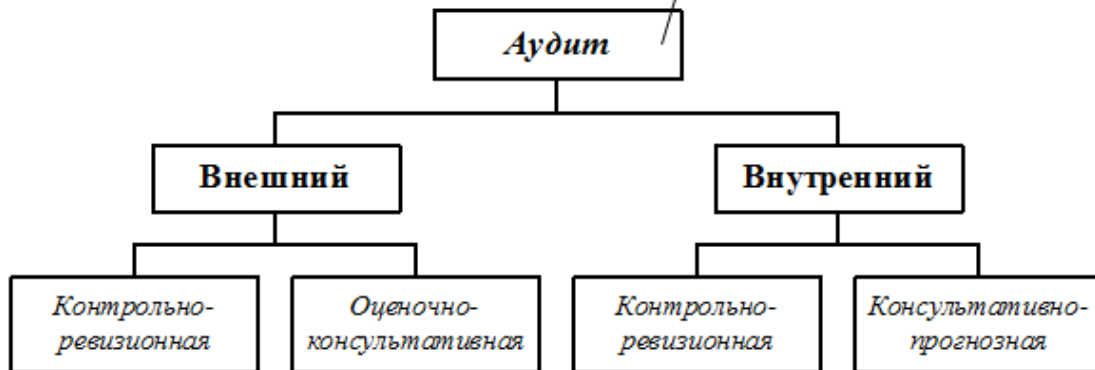 Аудит
Внешний
Внутренний
Контрольно-
ревизионная
Оценочно-
консультативная
Контрольно-
ревизионная
Консультативно-
прогнозная